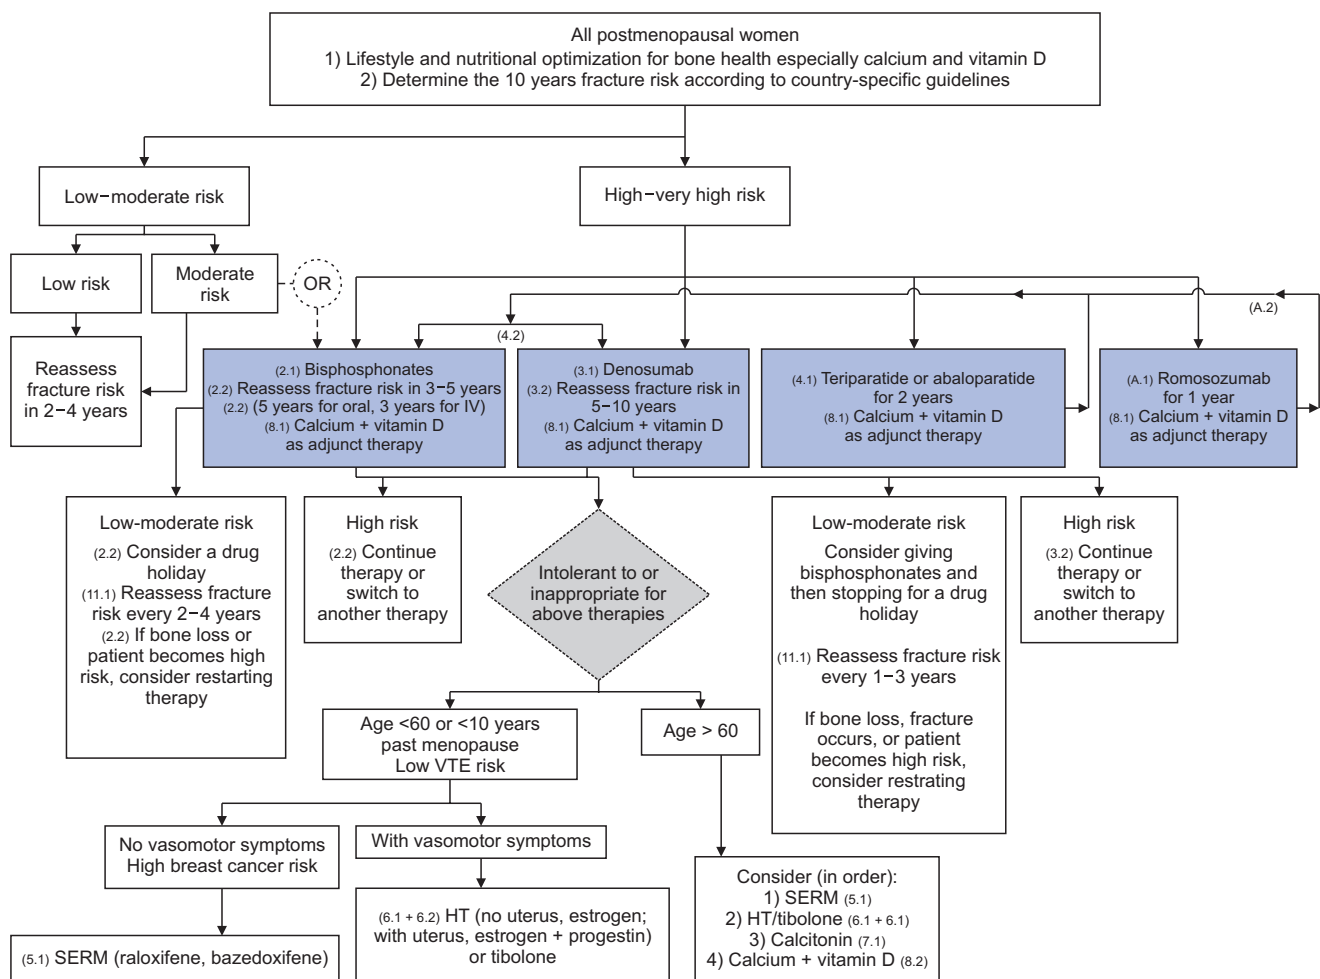 All postmenopausal women
1) Lifestyle and nutritional optimization for bone health especially calcium and vitamin D
2) Determine the 10 years fracture risk according to country-specific guidelines
Low−moderate risk
High−very high risk
Low risk
Moderate
risk
OR
(A.2)
(4.2)
Reassess
fracture risk
in 2−4 years
(2.1) Bisphosphonates
(2.2) Reassess fracture risk in 3−5 years
(2.2) (5 years for oral, 3 years for IV)
(8.1) Calcium + vitamin D
as adjunct therapy
(3.1) Denosumab
(3.2) Reassess fracture risk in
5−10 years
(8.1) Calcium + vitamin D
as adjunct therapy
(4.1) Teriparatide or abaloparatide
for 2 years
(8.1) Calcium + vitamin D
as adjunct therapy
(A.1) Romosozumab
for 1 year
(8.1) Calcium + vitamin D
as adjunct therapy
Low-moderate risk
(2.2) Consider a drug
holiday
(11.1) Reassess fracture
risk every 2−4 years
(2.2) If bone loss or
patient becomes high
risk, consider restarting
therapy
High risk
(2.2) Continue
therapy or
switch to
another therapy
Intolerant to or
inappropriate for
above therapies
Low-moderate risk
Consider giving
bisphosphonates and
then stopping for a drug
holiday
(11.1) Reassess fracture risk
every 1−3 years
If bone loss, fracture
occurs, or patient
becomes high risk,
consider restrating
therapy
High risk
(3.2) Continue
therapy or
switch to
another therapy
Age <60 or <10 years
past menopause
Low VTE risk
Age > 60
No vasomotor symptoms
High breast cancer risk
With vasomotor symptoms
(5.1) SERM (raloxifene, bazedoxifene)
(6.1 + 6.2) HT (no uterus, estrogen;
with uterus, estrogen + progestin)
or tibolone
Consider (in order):
1) SERM (5.1)
2) HT/tibolone (6.1 + 6.1)
3) Calcitonin (7.1)
4) Calcium + vitamin D (8.2)